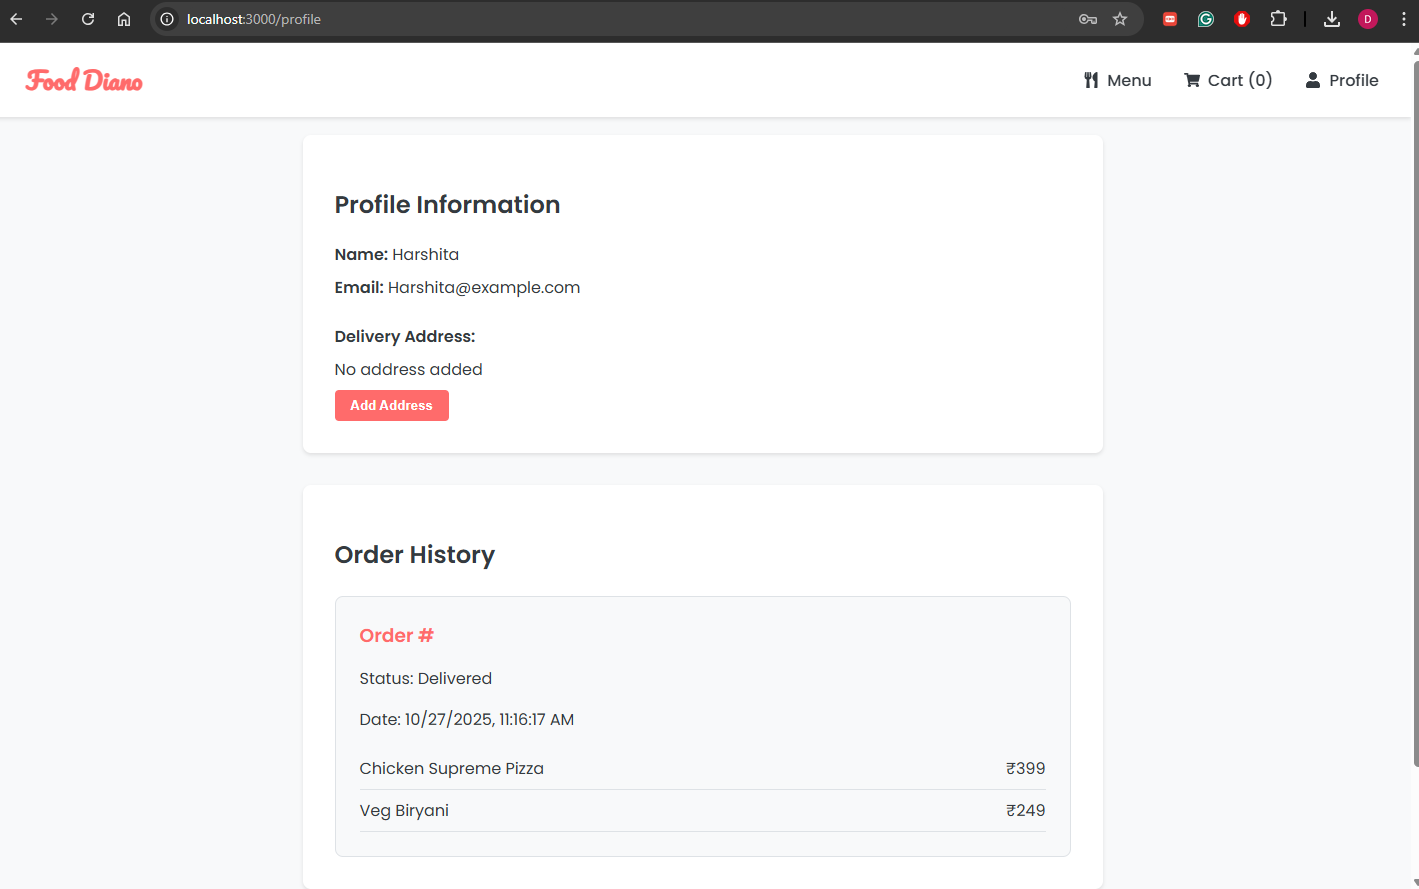 localhost:3000/profile
D
Food Diano
Menu
Cart (0)
Profile
Profile Information
Name: Harshita
Email: Harshita@example.com
Delivery Address:
No address added
Add Address
Order History
Order #
Status: Delivered
Date: 10/27/2025, 11:16:17 AM
Chicken Supreme Pizza ₹399
Veg Biryani ₹249